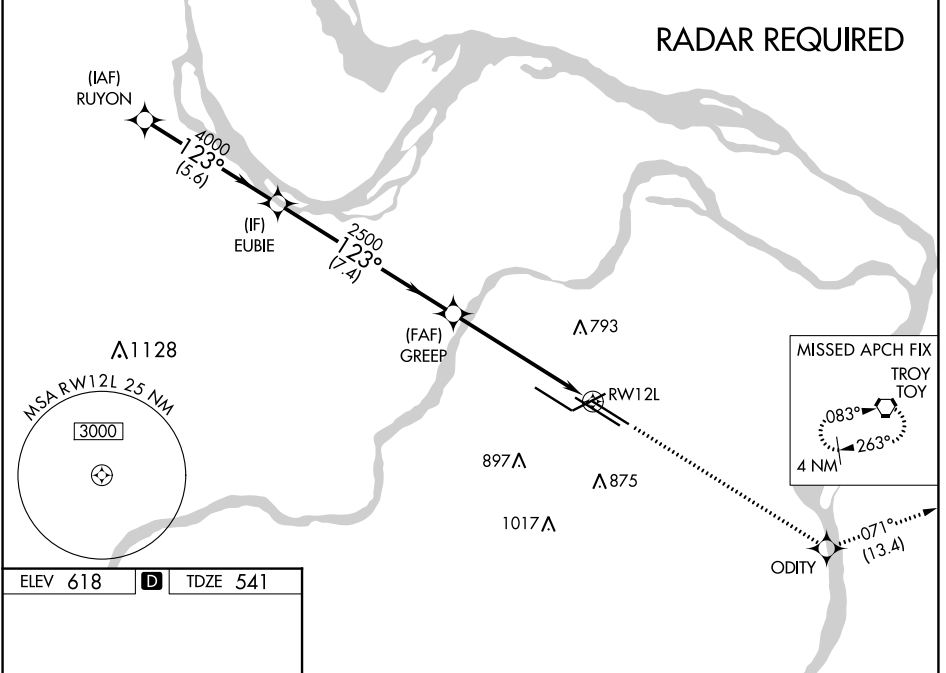 RADAR REQUIRED
(IAF)
RUYON
4000
123°
(5.6)
(IF)
EUBIE
2500
123°
(7.4)
(FAF)
GREEP
793
1128
MSA RW12L 25 NM
3000
RW12L
897
875
1017
MISSED APCH FIX
TROY
TOY
083°
263°
4 NM
ODITY
071°
(13.4)
ELEV 618 D TDZE 541